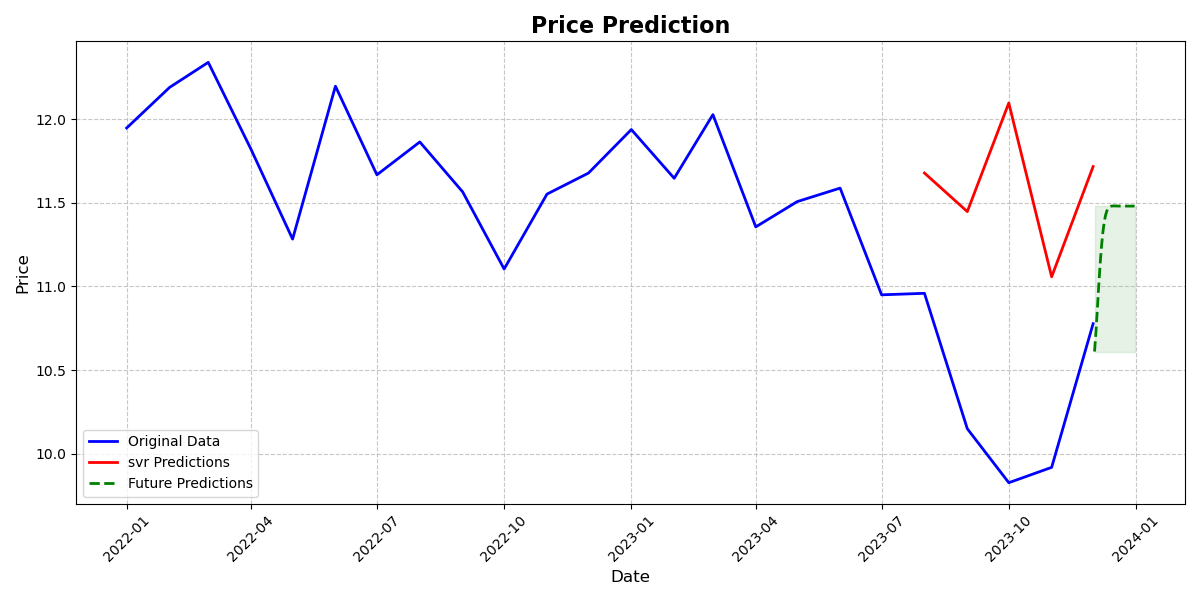 Price Prediction
Price
12.0
11.5
11.0
10.5
10.0
Original Data
svr Predictions
Future Predictions
2022-01
2022-04
2022-07
2022-10
2023-01
2023-04
2023-07
2023-10
2024-01
Date